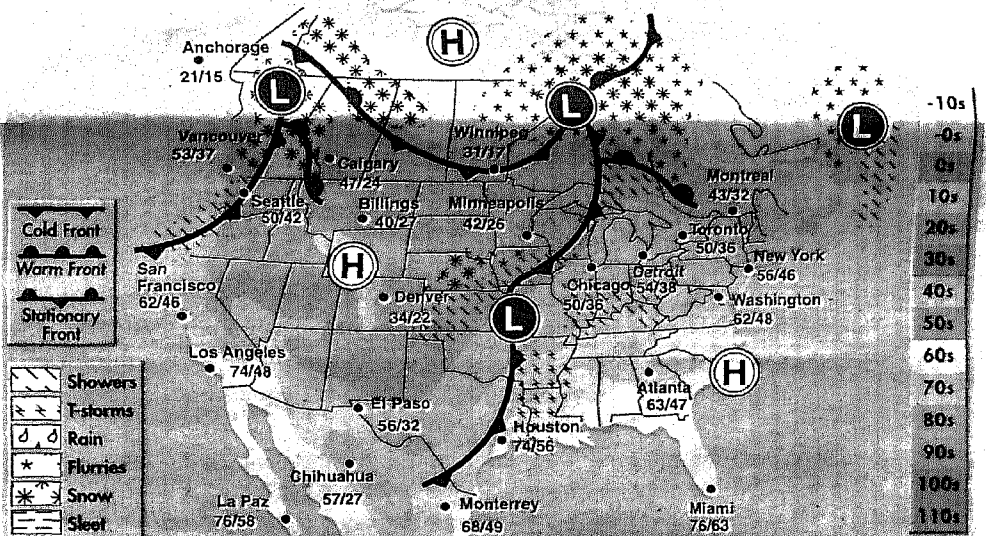 H
Anchorage
21/15
L
L
-10s
L
-0s
Vancouver
53/37
Winnipeg
31/17
0s
Calgary
47/24
Montreal
43/32
10s
Seattle
50/42
Billings
40/27
Minneapolis
42/26
20s
Cold Front
Toronto
50/36
30s
Warm Front
H
San
Francisco
62/46
New York
56/46
Detroit
54/38
Chicago
50/36
40s
Denver
34/22
Washington
62/48
Stationary
Front
L
50s
Los Angeles
74/48
60s
H
Showers
Atlanta
63/47
70s
T-storms
El Paso
56/32
80s
Rain
Houston
74/56
90s
Flurries
Chihuahua
57/27
100s
Snow
La Paz
76/58
Monterrey
68/49
Miami
76/63
110s
Sleet